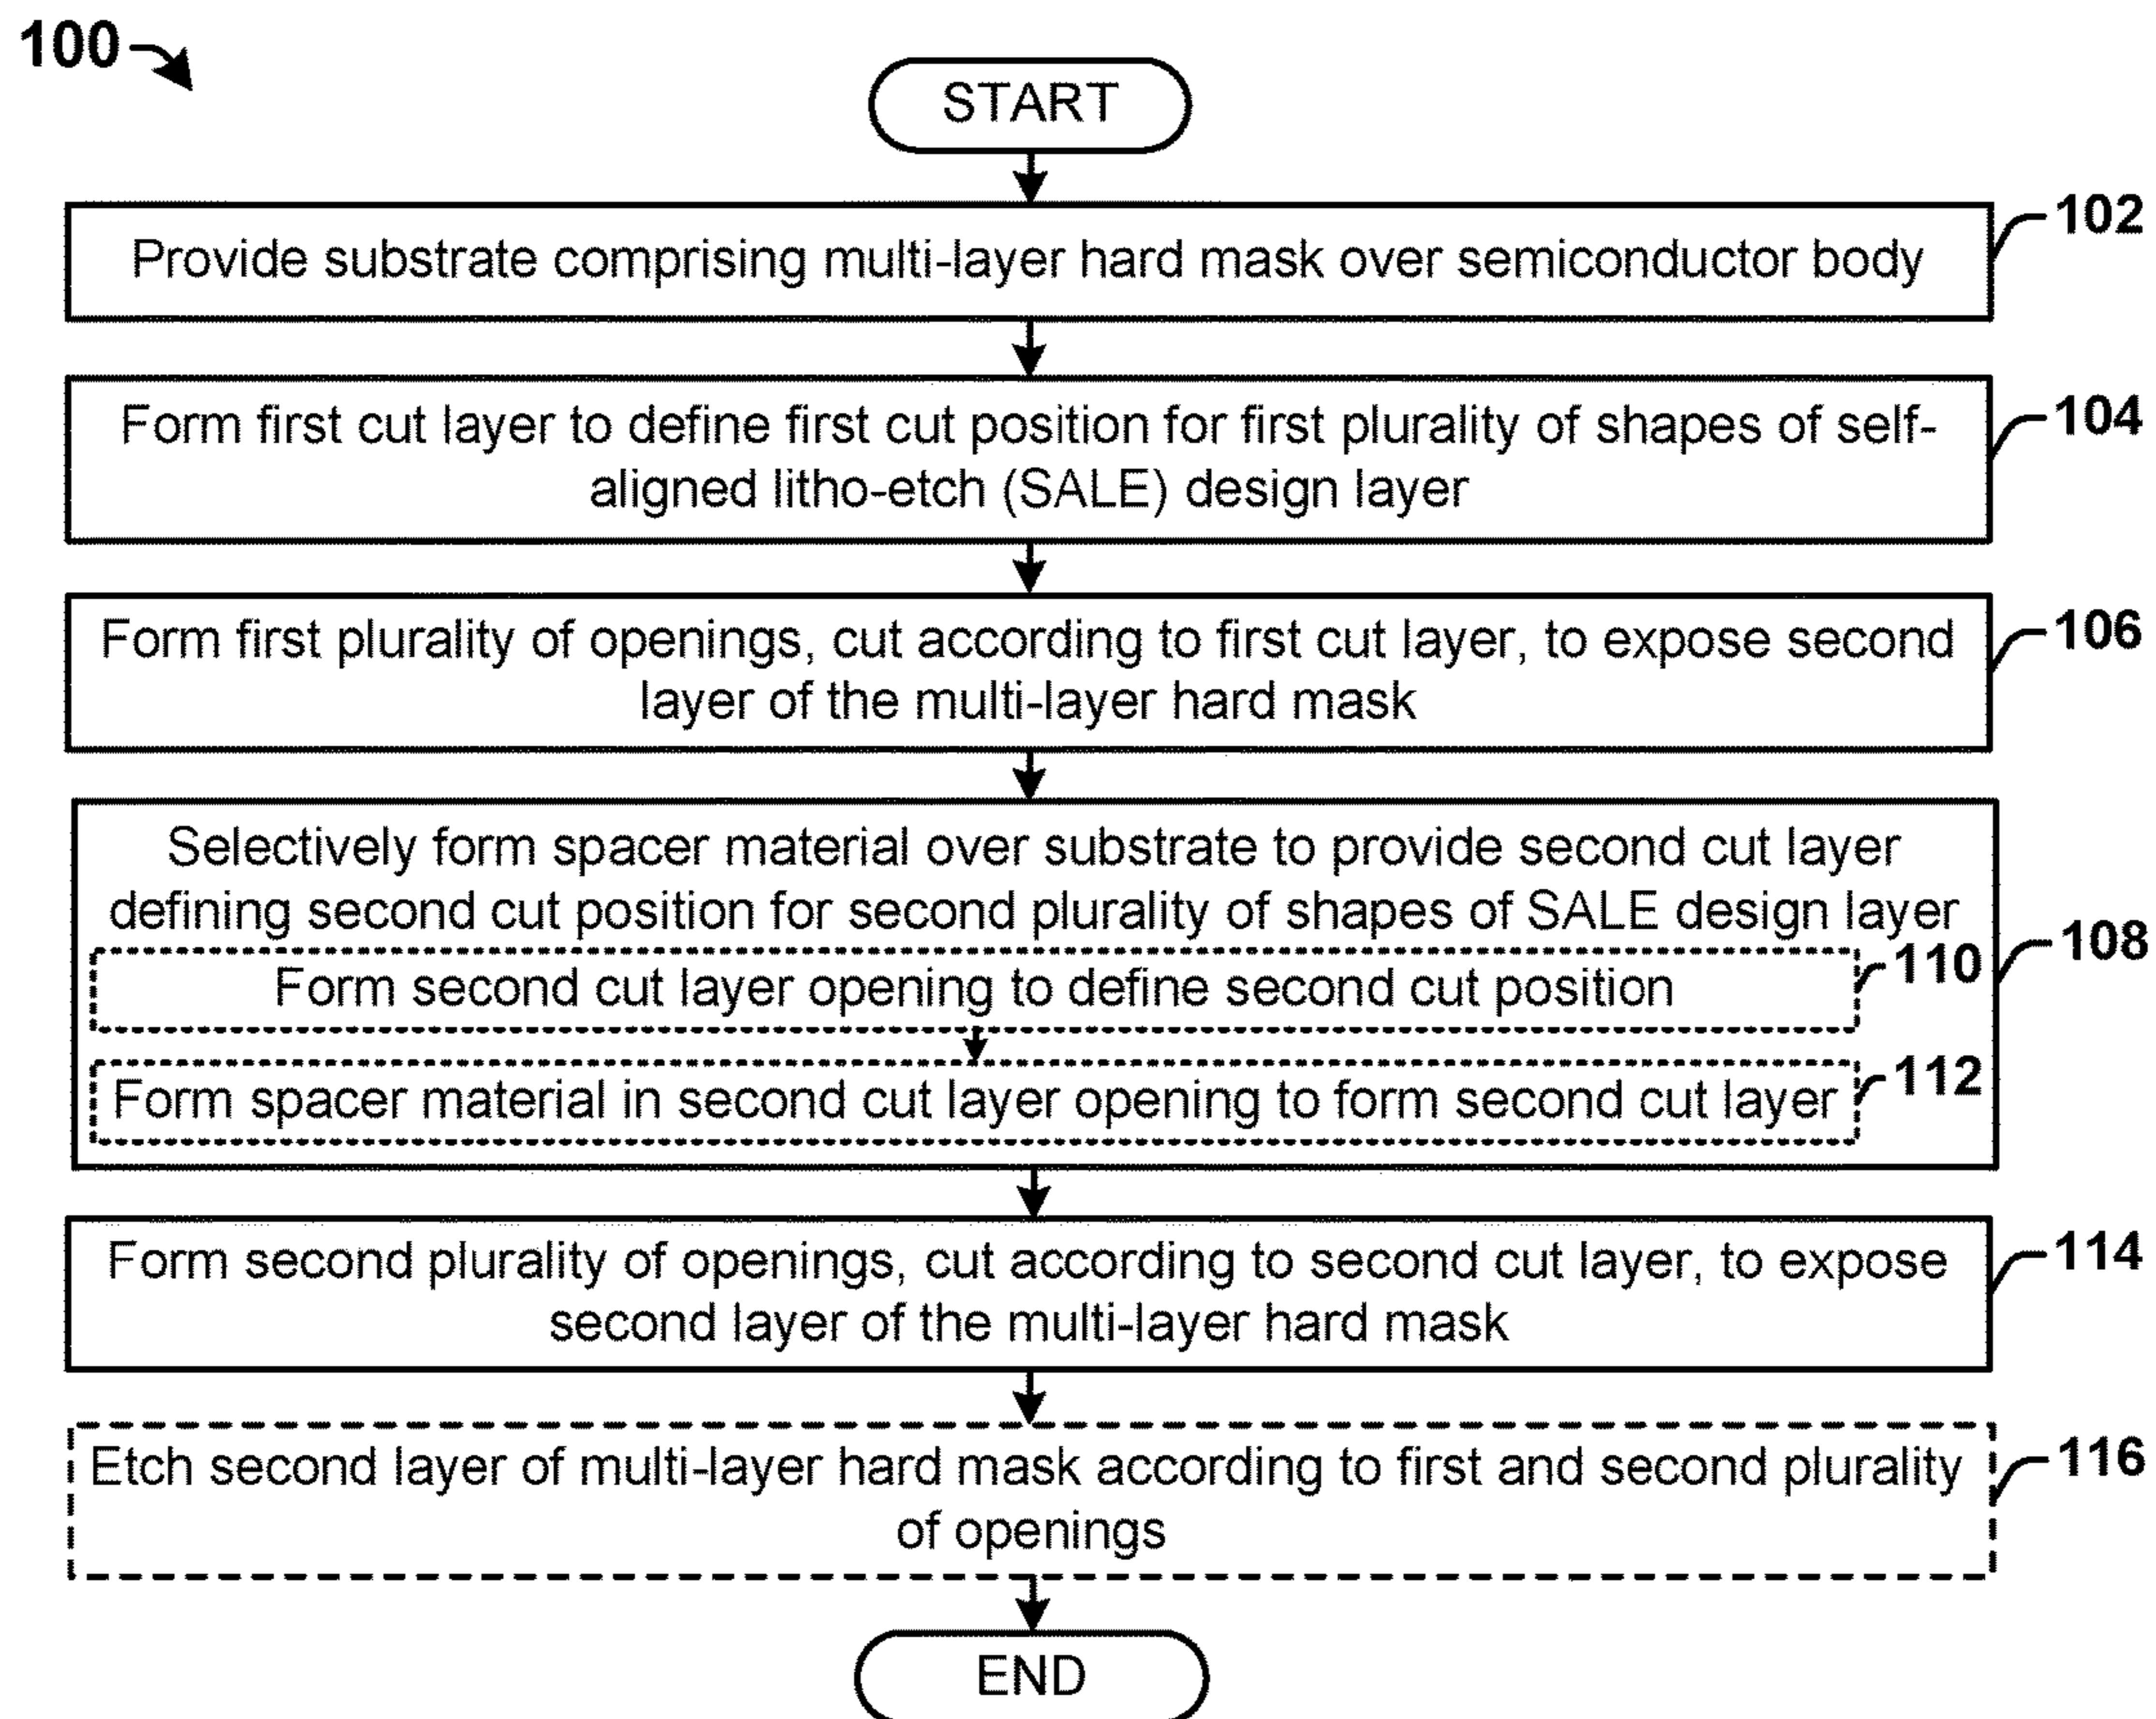 100
START
Provide substrate comprising multi-layer hard mask over semiconductor body
102
Form first cut layer to define first cut position for first plurality of shapes of self-
aligned litho-etch (SALE) design layer
104
Form first plurality of openings, cut according to first cut layer, to expose second
layer of the multi-layer hard mask
106
Selectively form spacer material over substrate to provide second cut layer
defining second cut position for second plurality of shapes of SALE design layer
108
Form second cut layer opening to define second cut position
110
Form spacer material in second cut layer opening to form second cut layer
112
Form second plurality of openings, cut according to second cut layer, to expose
second layer of the multi-layer hard mask
114
Etch second layer of multi-layer hard mask according to first and second plurality
of openings
116
END